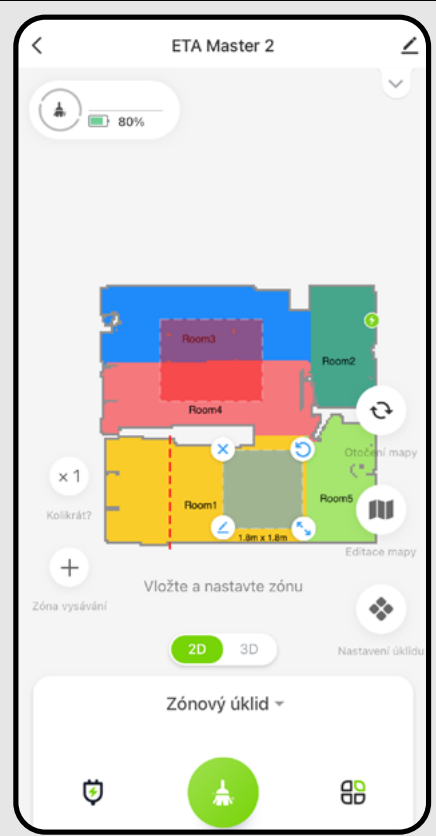 ETA Master 2
80%
Room3
Room2
Room4
Otočení mapy
x 1
Room1
Room5
Kolikrát?
1.8m x 1.8m
Editace mapy
Vložte a nastavte zónu
Zóna vysávání
2D
3D
Nastavení úklidu
Zónový úklid